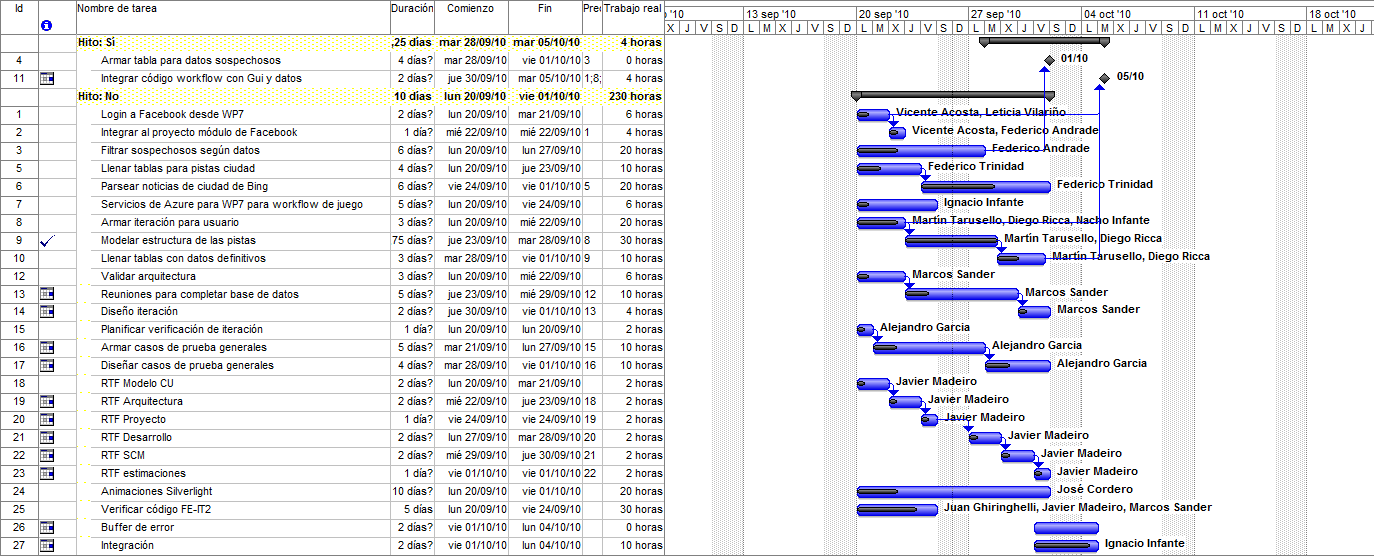 Id Nombre de tarea Duración Comienzo Fin Pred Trabajo real '10 13 sep '10 20 sep '10 27 sep '10 04 oct '10 11 oct '10 18 oct '10
X J V S D L M X J V S D L M X J V S D L M X J V S D L M X J V S D L M X J V S D L M X J
Hito: Sí ,25 días mar 28/09/10 mar 05/10/10 4 horas
4 Armar tabla para datos sospechosos 4 días? mar 28/09/10 vie 01/10/10 3 0 horas 01/10
11 Integrar código workflow con Gui y datos 2 días? jue 30/09/10 mar 05/10/10 1;8; 4 horas 05/10
Hito: No 10 días lun 20/09/10 vie 01/10/10 230 horas
1 Login a Facebook desde WP7 2 días? lun 20/09/10 mar 21/09/10 6 horas Vicente Acosta, Leticia Vilariño
2 Integrar al proyecto módulo de Facebook 1 día? mié 22/09/10 mié 22/09/10 1 4 horas Vicente Acosta, Federico Andrade
3 Filtrar sospechosos según datos 6 días? lun 20/09/10 lun 27/09/10 20 horas Federico Andrade
5 Llenar tablas para pistas ciudad 4 días? lun 20/09/10 jue 23/09/10 10 horas Federico Trinidad
6 Parsear noticias de ciudad de Bing 6 días? vie 24/09/10 vie 01/10/10 5 20 horas Federico Trinidad
7 Servicios de Azure para WP7 para workflow de juego 5 días? lun 20/09/10 vie 24/09/10 6 horas Ignacio Infante
8 Armar iteración para usuario 3 días? lun 20/09/10 mié 22/09/10 20 horas Martín Tarusello, Diego Ricca, Nacho Infante
9 Modelar estructura de las pistas 75 días? jue 23/09/10 mar 28/09/10 8 30 horas Martín Tarusello, Diego Ricca
10 Llenar tablas con datos definitivos 3 días? mar 28/09/10 vie 01/10/10 9 10 horas Martín Tarusello, Diego Ricca
12 Validar arquitectura 3 días? lun 20/09/10 mié 22/09/10 6 horas Marcos Sander
13 Reuniones para completar base de datos 5 días? jue 23/09/10 mié 29/09/10 12 10 horas Marcos Sander
14 Diseño iteración 2 días? jue 30/09/10 vie 01/10/10 13 4 horas Marcos Sander
15 Planificar verificación de iteración 1 día? lun 20/09/10 lun 20/09/10 2 horas Alejandro Garcia
16 Armar casos de prueba generales 5 días? mar 21/09/10 lun 27/09/10 15 10 horas Alejandro Garcia
17 Diseñar casos de prueba generales 4 días? mar 28/09/10 vie 01/10/10 16 10 horas Alejandro Garcia
18 RTF Modelo CU 2 días? lun 20/09/10 mar 21/09/10 2 horas Javier Madeiro
19 RTF Arquitectura 2 días? mié 22/09/10 jue 23/09/10 18 2 horas Javier Madeiro
20 RTF Proyecto 1 día? vie 24/09/10 vie 24/09/10 19 2 horas Javier Madeiro
21 RTF Desarrollo 2 días? lun 27/09/10 mar 28/09/10 20 2 horas Javier Madeiro
22 RTF SCM 2 días? mié 29/09/10 jue 30/09/10 21 2 horas Javier Madeiro
23 RTF estimaciones 1 día? vie 01/10/10 vie 01/10/10 22 2 horas Javier Madeiro
24 Animaciones Silverlight 10 días? lun 20/09/10 vie 01/10/10 20 horas José Cordero
25 Verificar código FE-IT2 5 días lun 20/09/10 vie 24/09/10 30 horas Juan Ghiringhelli, Javier Madeiro, Marcos Sander
26 Buffer de error 2 días? vie 01/10/10 lun 04/10/10 0 horas
27 Integración 2 días? vie 01/10/10 lun 04/10/10 10 horas Ignacio Infante